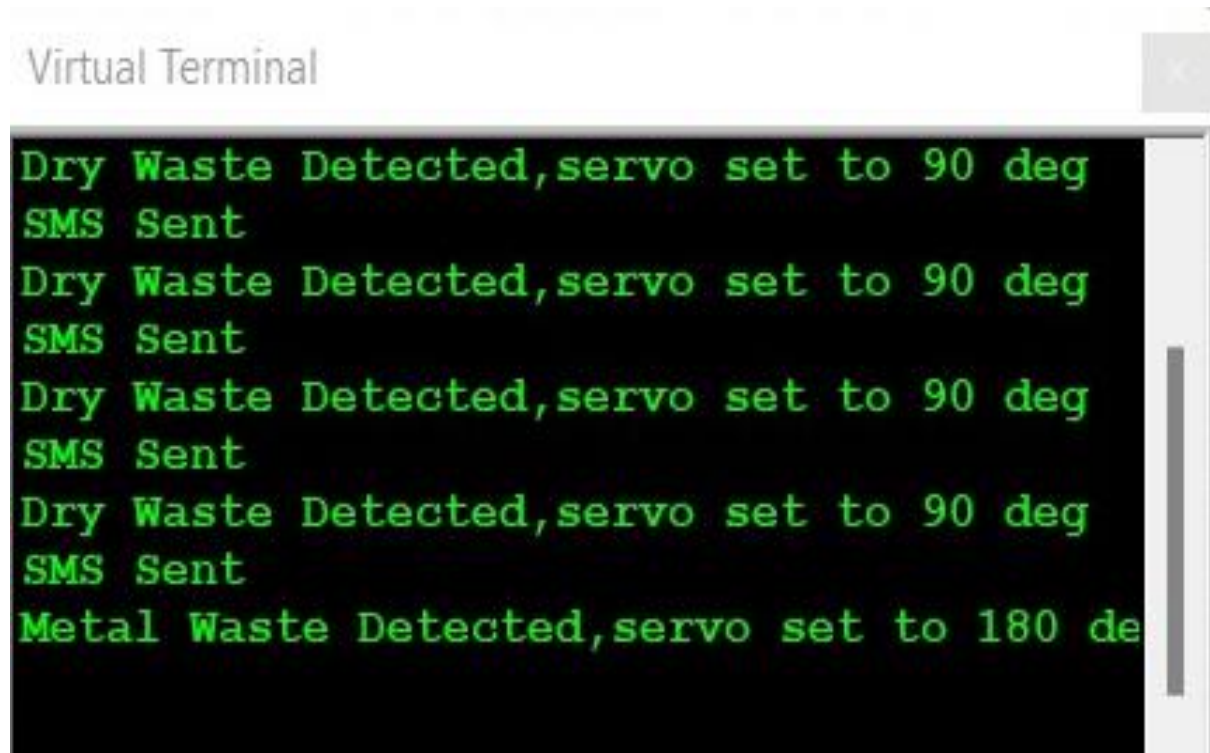 Virtual Terminal
Dry Waste Detected,servo set to 90 deg
SMS Sent
Dry Waste Detected,servo set to 90 deg
SMS Sent
Dry Waste Detected,servo set to 90 deg
SMS Sent
Dry Waste Detected,servo set to 90 deg
SMS Sent
Metal Waste Detected,servo set to 180 de